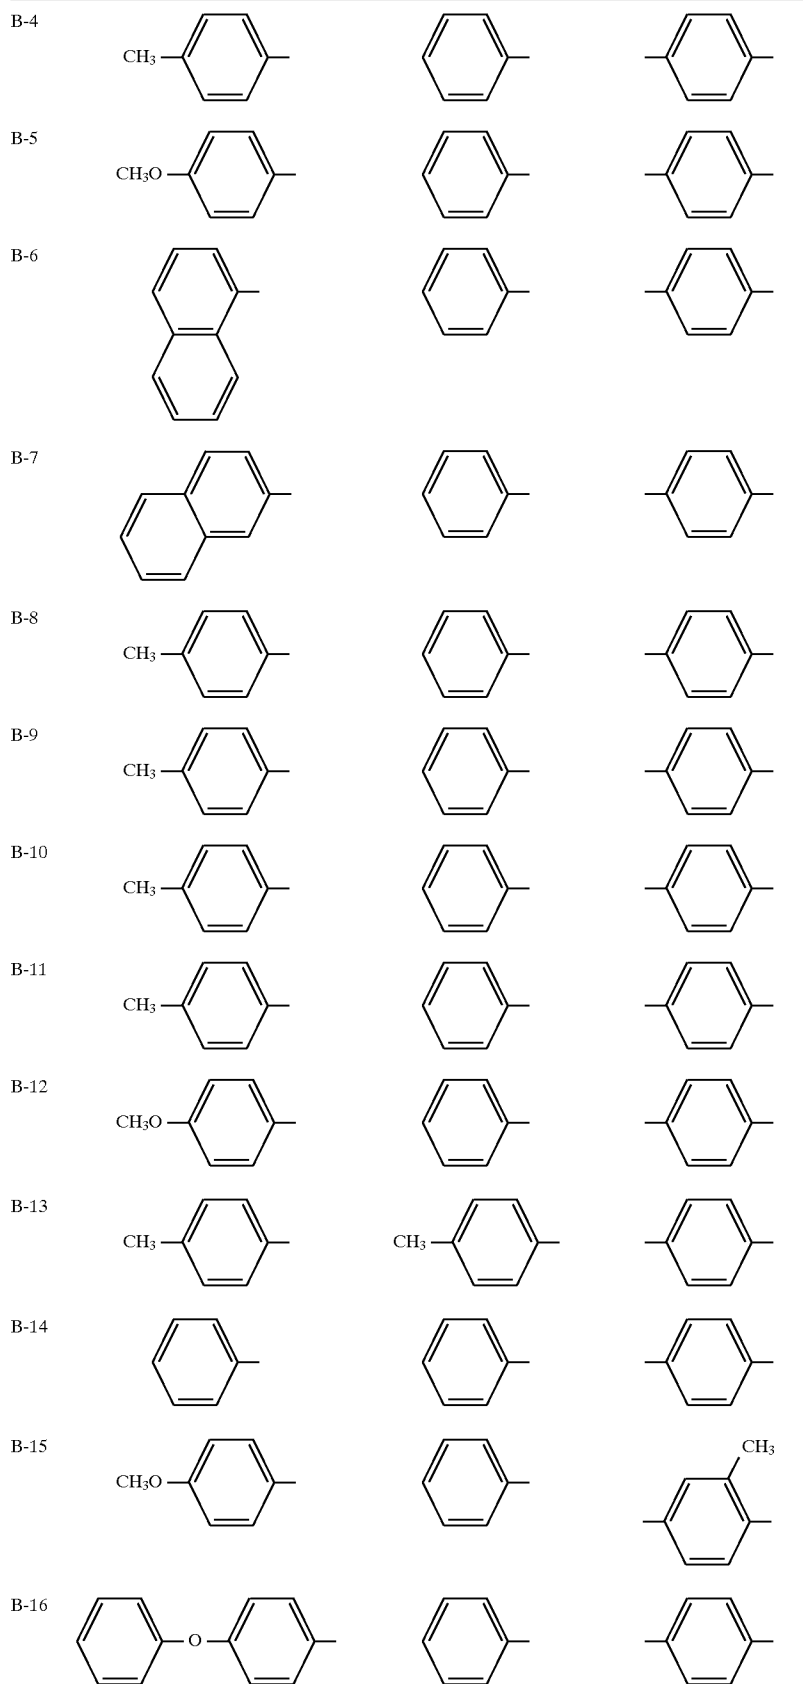 B-4
CH₃
B-5
CH₃O
B-6
B-7
B-8
CH₃
B-9
CH₃
B-10
CH₃
B-11
CH₃
B-12
CH₃O
B-13
CH₃ CH₃
B-14
B-15
CH₃
CH₃O
B-16
O